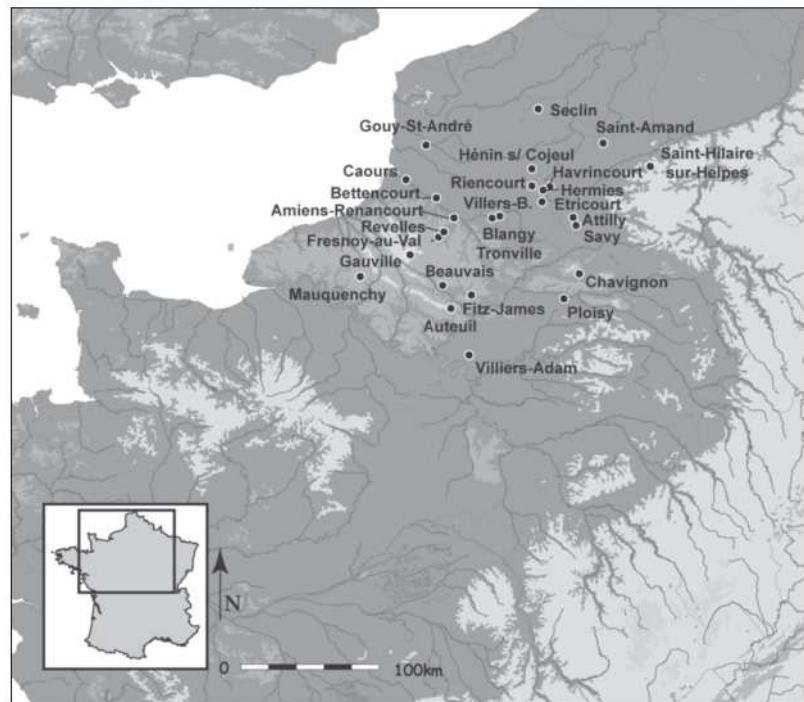 Seclin
Gouy-St-André
Saint-Amand
Hénin s/ Cojeul
Saint-Hilaire
sur-Helpes
Caours
Havrincourt
Riencourt
Hermies
Bettencourt
Villers-B.
Etricourt
Amiens-Renancourt
Attilly
Revelles
Blangy
Tronville
Savy
Fresnoy-au-Val
Gauville
Beauvais
Chavignon
Mauquenchy
Fitz-James
Ploisy
Auteuil
Villiers-Adam
N
0 100km